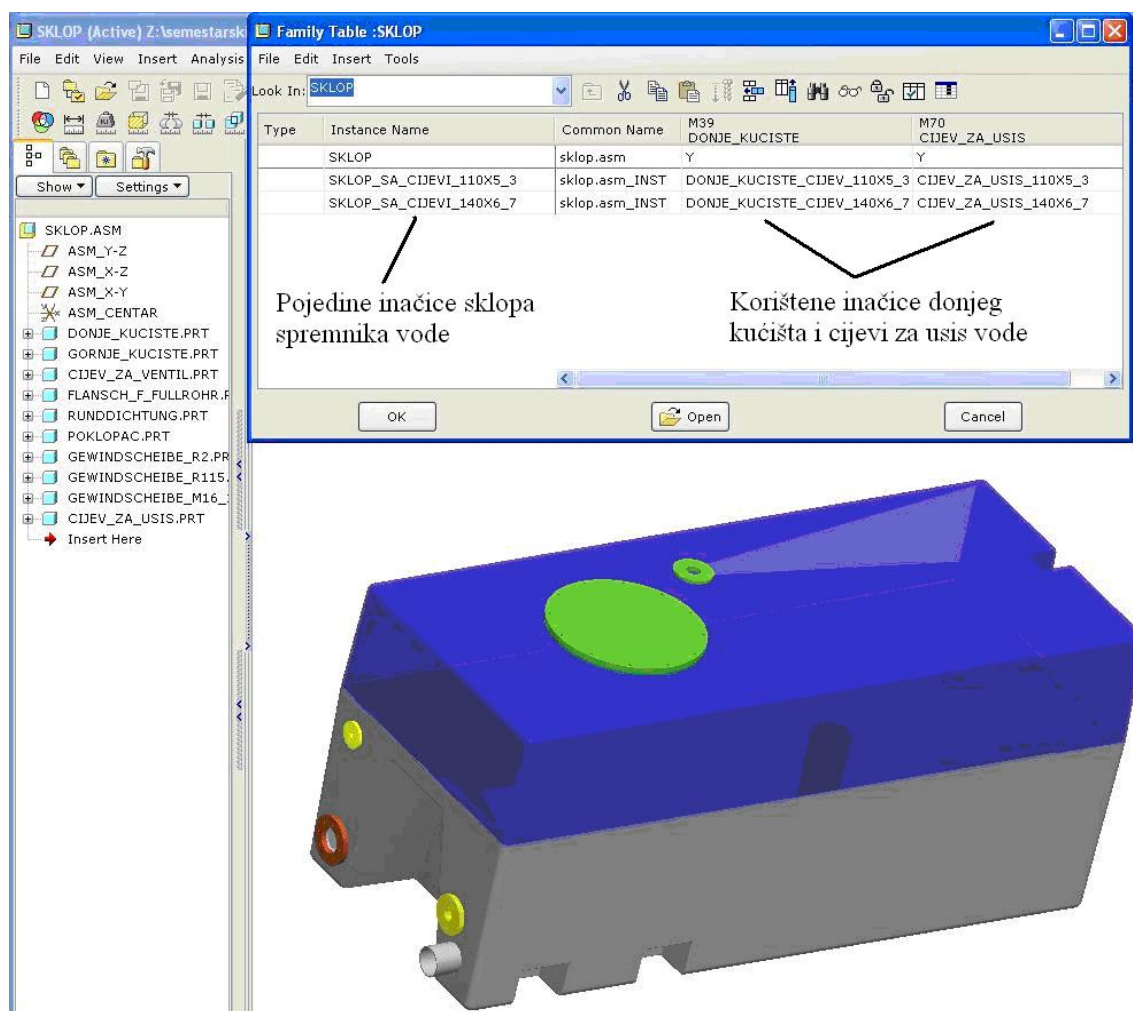 SKLOP (Active) Z:\semestarsk
File Edit View Insert Analysis
Show Settings
SKLOP.ASM
ASM_Y-Z
ASM_X-Z
ASM_X-Y
ASM_CENTAR
DONJE_KUCISTE.PRT
GORNJE_KUCISTE.PRT
CIJEV_ZA_VENTIL.PRT
FLANSCH_F_FULLROHR.F
RUNDDICHTUNG.PRT
POKLOPAC.PRT
GEWINDSCHEIBE_R2.PR
GEWINDSCHEIBE_R115.
GEWINDSCHEIBE_M16_
CIJEV_ZA_USIS.PRT
Insert Here
Family Table :SKLOP
File Edit Insert Tools
Look In: SKLOP
Type Instance Name Common Name M39 DONJE_KUCISTE M70 CIJEV_ZA_USIS
SKLOP sklop.asm Y Y
SKLOP_SA_CIJEVI_110X5_3 sklop.asm_INST DONJE_KUCISTE_CIJEV_110X5_3 CIJEV_ZA_USIS_110X5_3
SKLOP_SA_CIJEVI_140X6_7 sklop.asm_INST DONJE_KUCISTE_CIJEV_140X6_7 CIJEV_ZA_USIS_140X6_7
Pojedine inačice sklopa
spremnika vode
Korištene inačice donjeg
kućišta i cijevi za usis vode
OK Open Cancel